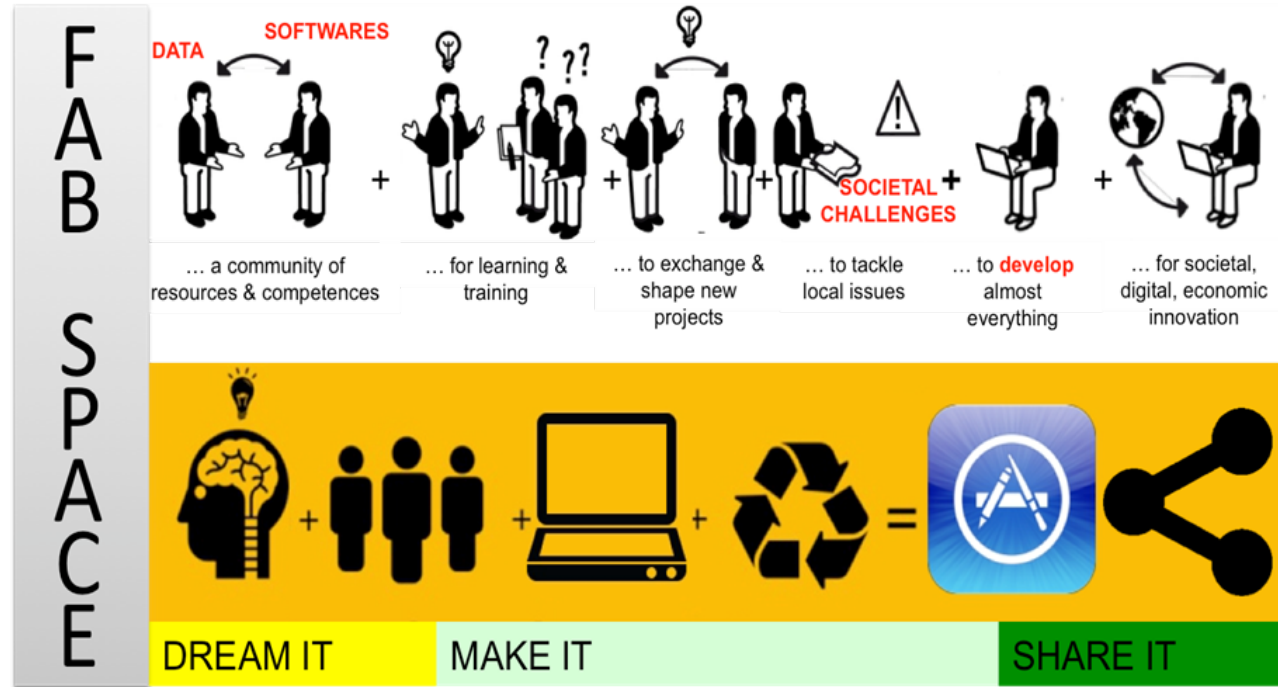 FAB SPACE
DATA
SOFTWARES
?
??
+
+
+
+
+
SOCIETAL
CHALLENGES
… a community of
resources & competences
… for learning &
training
… to exchange &
shape new
projects
… to tackle
local issues
… to develop
almost
everything
… for societal,
digital, economic
innovation
+
+
+
=
DREAM IT
MAKE IT
SHARE IT